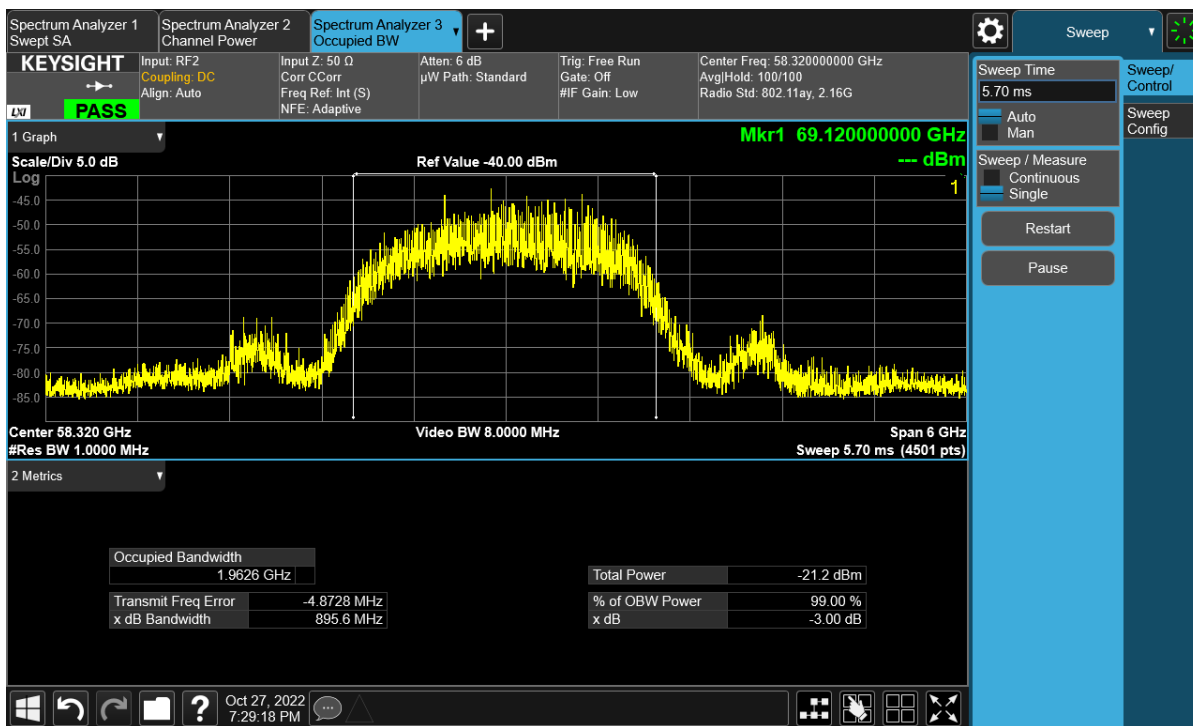 Spectrum Analyzer 1
Swept SA
Spectrum Analyzer 2
Channel Power
Spectrum Analyzer 3
Occupied BW
Sweep
KEYSIGHT
LXI
PASS
Input: RF2
Coupling: DC
Align: Auto
Input Z: 50 Ω
Corr CCorr
Freq Ref: Int (S)
NFE: Adaptive
Atten: 6 dB
µW Path: Standard
Trig: Free Run
Gate: Off
#IF Gain: Low
Center Freq: 58.320000000 GHz
Avg|Hold: 100/100
Radio Std: 802.11ay, 2.16G
Sweep Time
5.70 ms
Auto
Man
Sweep / Measure
Continuous
Single
Restart
Pause
Sweep/
Control
Sweep
Config
1 Graph
Mkr1 69.120000000 GHz
Scale/Div 5.0 dB
Ref Value -40.00 dBm
--- dBm
Log
1
-45.0
-50.0
-55.0
-60.0
-65.0
-70.0
-75.0
-80.0
-85.0
Center 58.320 GHz
Video BW 8.0000 MHz
Span 6 GHz
#Res BW 1.0000 MHz
Sweep 5.70 ms (4501 pts)
2 Metrics
Occupied Bandwidth
1.9626 GHz
Total Power -21.2 dBm
Transmit Freq Error -4.8728 MHz
% of OBW Power 99.00 %
x dB Bandwidth 895.6 MHz
x dB -3.00 dB
?
Oct 27, 2022
7:29:18 PM